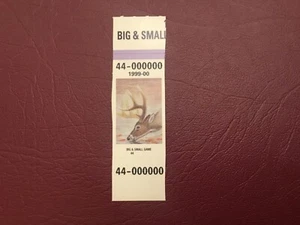 BIG & SMALL
44-000000
1999-00
BIG & SMALL GAME
44-000000